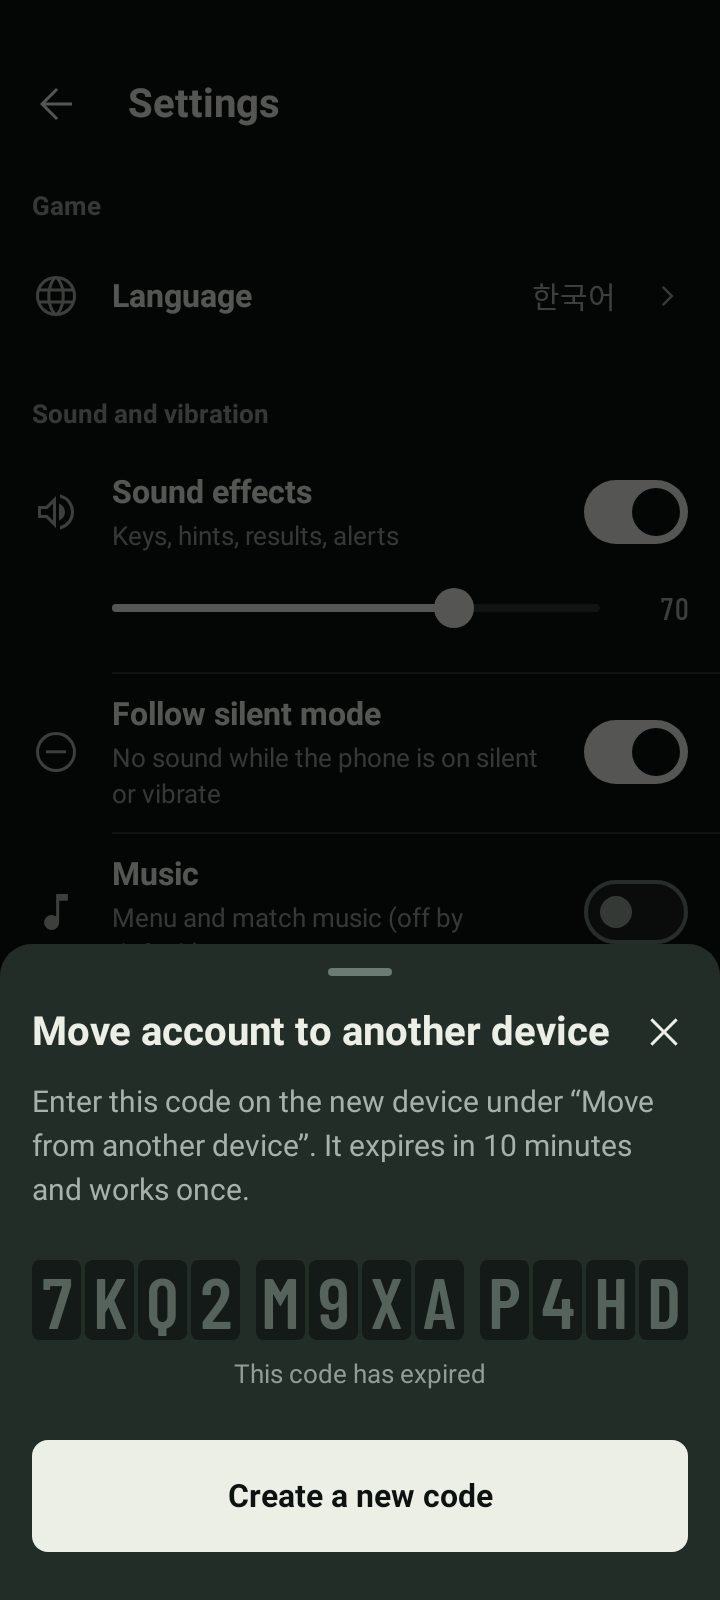 Settings
Game
Language 한국어
Sound and vibration
Sound effects
Keys, hints, results, alerts
70
Follow silent mode
No sound while the phone is on silent
or vibrate
Music
Menu and match music (off by
Move account to another device
Enter this code on the new device under “Move
from another device”. It expires in 10 minutes
and works once.
7KQ2 M9XA P4HD
This code has expired
Create a new code